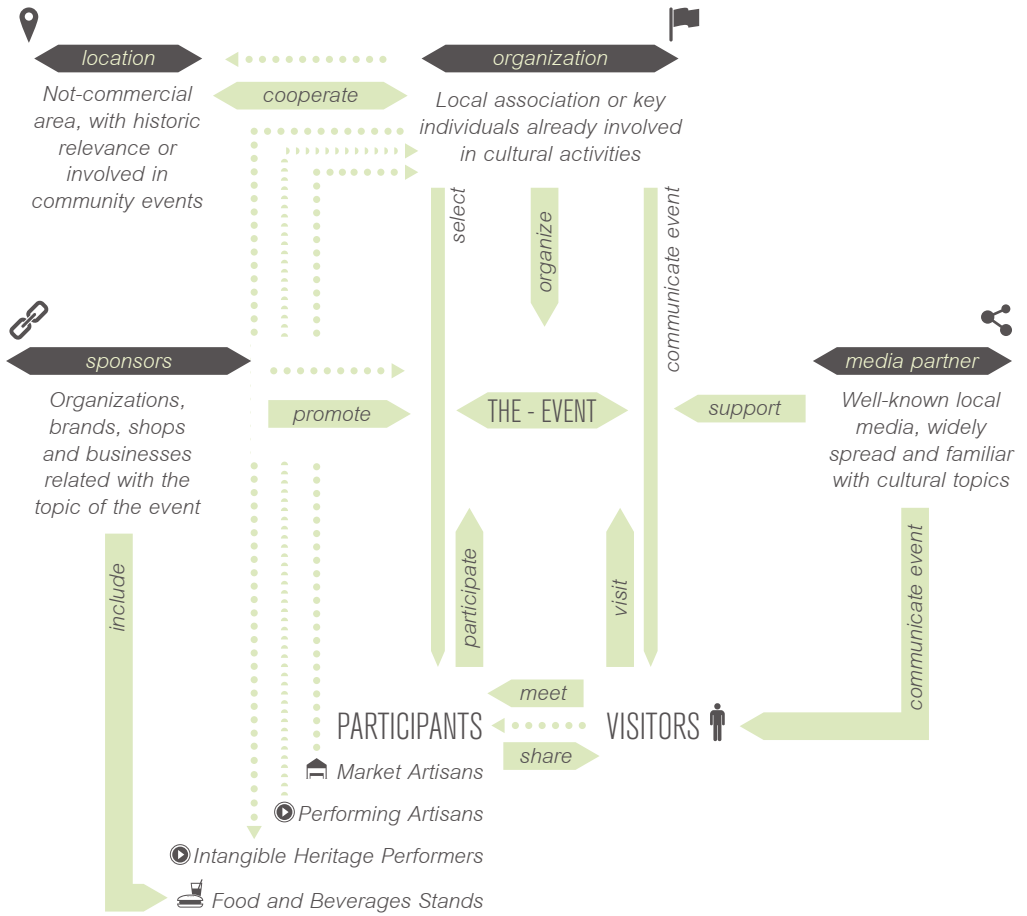 location
organization
cooperate
Not-commercial
area, with historic
relevance or
involved in
community events
Local association or key
individuals already involved
in cultural activities
select
organize
communicate event
sponsors
media partner
Organizations,
brands, shops
and businesses
related with the
topic of the event
promote
THE - EVENT
support
Well-known local
media, widely
spread and familiar
with cultural topics
include
participate
visit
communicate event
meet
PARTICIPANTS
VISITORS
share
Market Artisans
Performing Artisans
Intangible Heritage Performers
Food and Beverages Stands